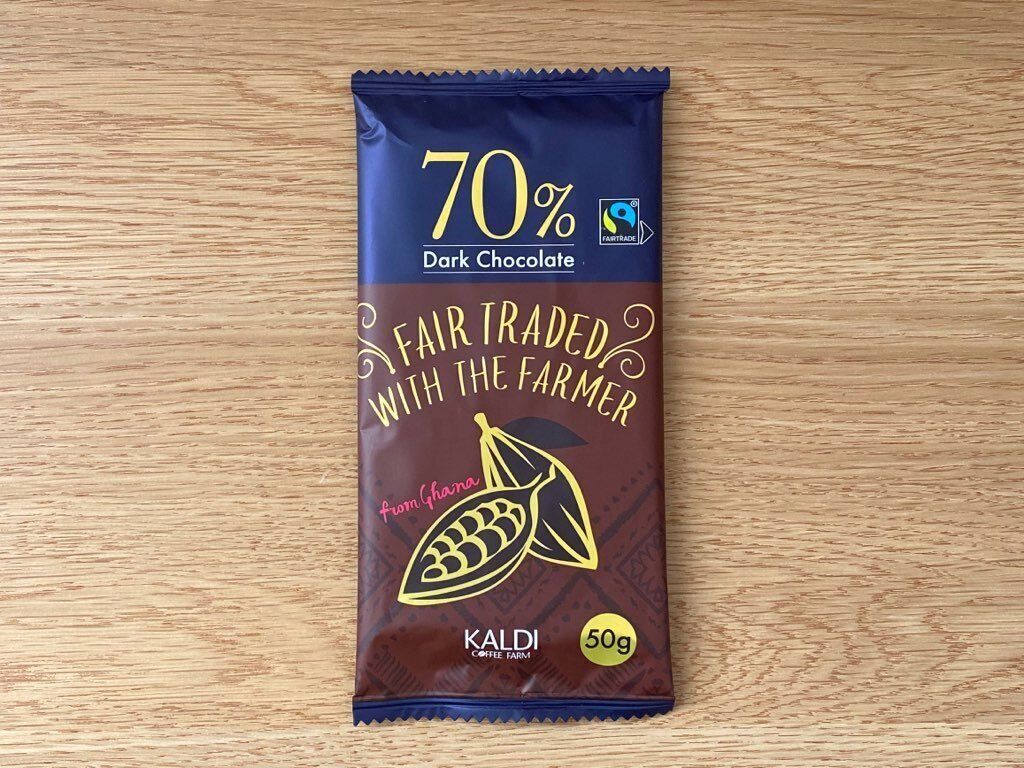 70%
Dark Chocolate
FAIRTRADE
FAIR TRADED
WITH THE FARMER
from Ghana
KALDI
COFFEE FARM
50g